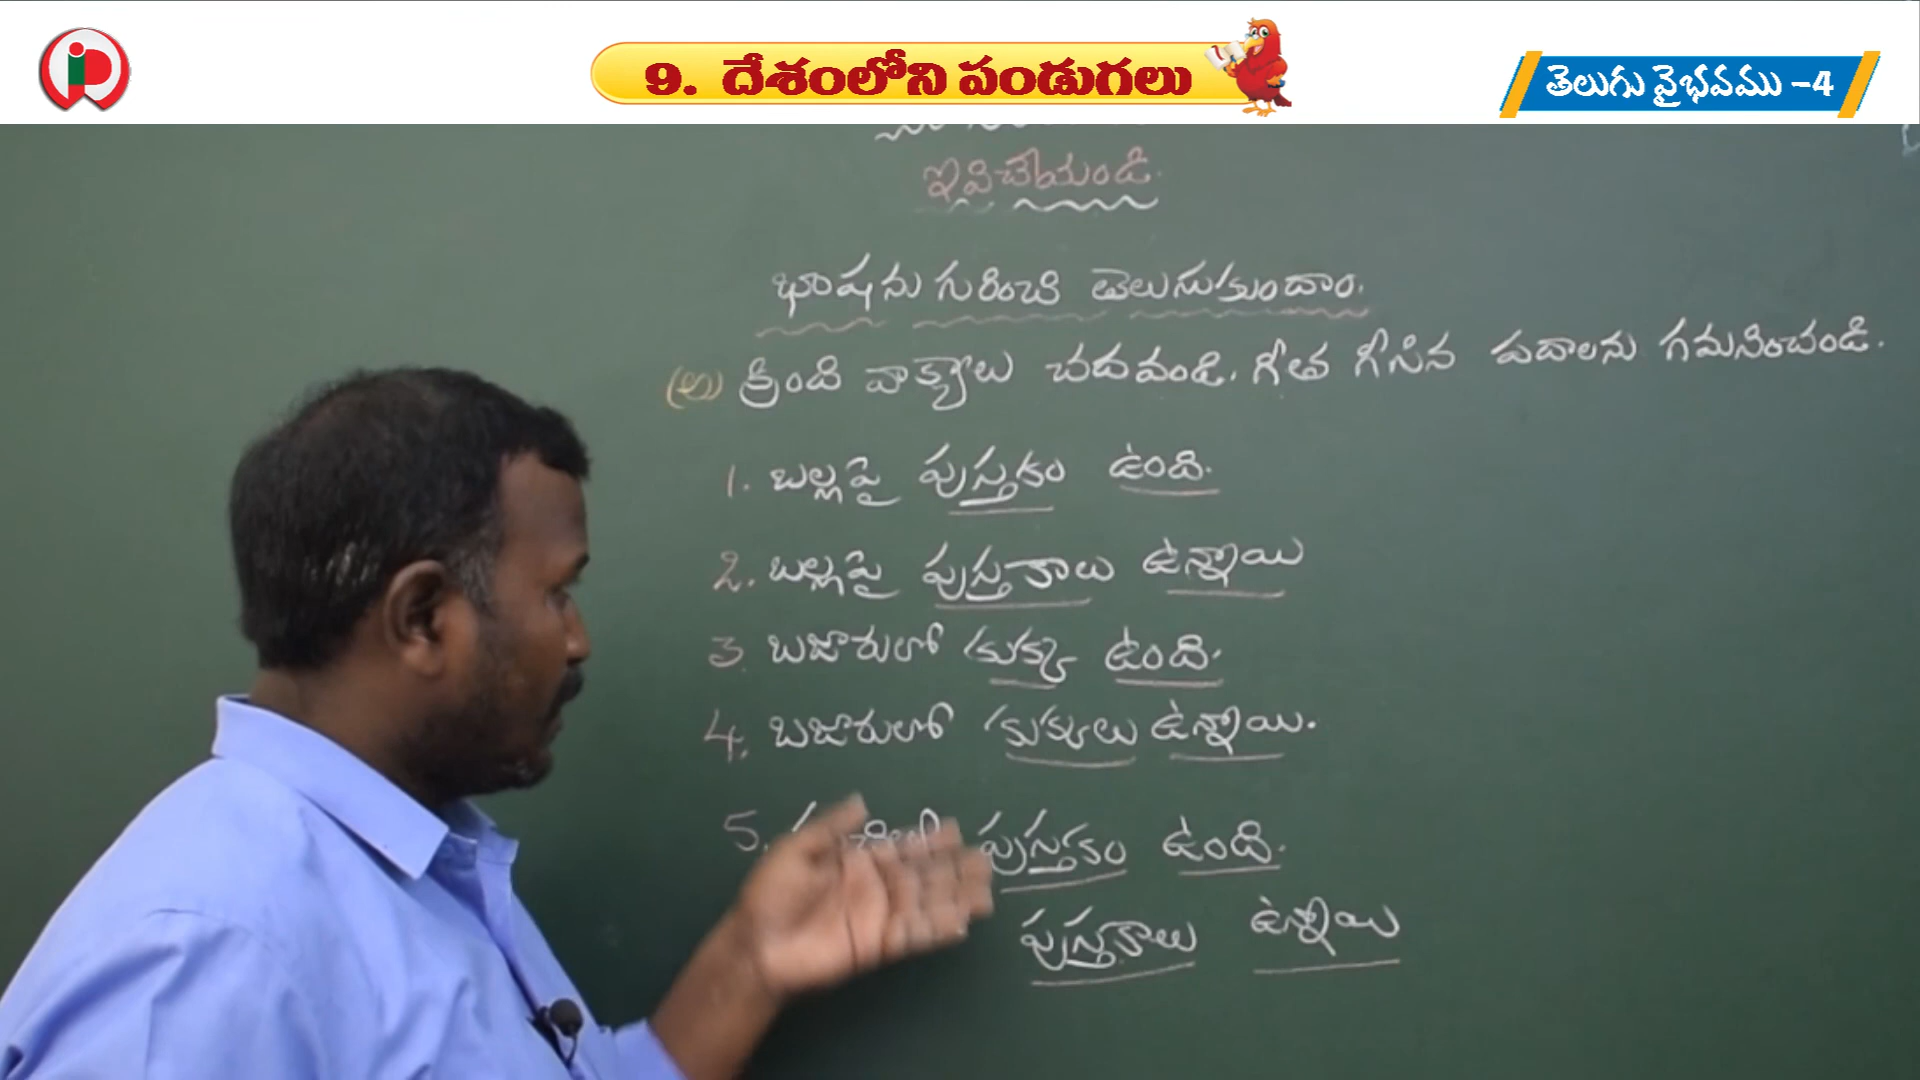 9. దేశంలోని పండుగలు
తెలుగు వైభవము -4
ఇవిచేయండి.
భాషను గురించి తెలుసుకుందాం.
(అ) క్రింది వాక్యాలు చదవండి. గీత గీసిన పదాలను గమనించండి.
1. బల్లపై పుస్తకం ఉంది.
2. బల్లపై పుస్తకాలు ఉన్నాయి
3 బజారులో కుక్క ఉంది.
4. బజారులో కుక్కలు ఉన్నాయి.
5. పుస్తకం ఉంది.
పుస్తకాలు ఉన్నాయి